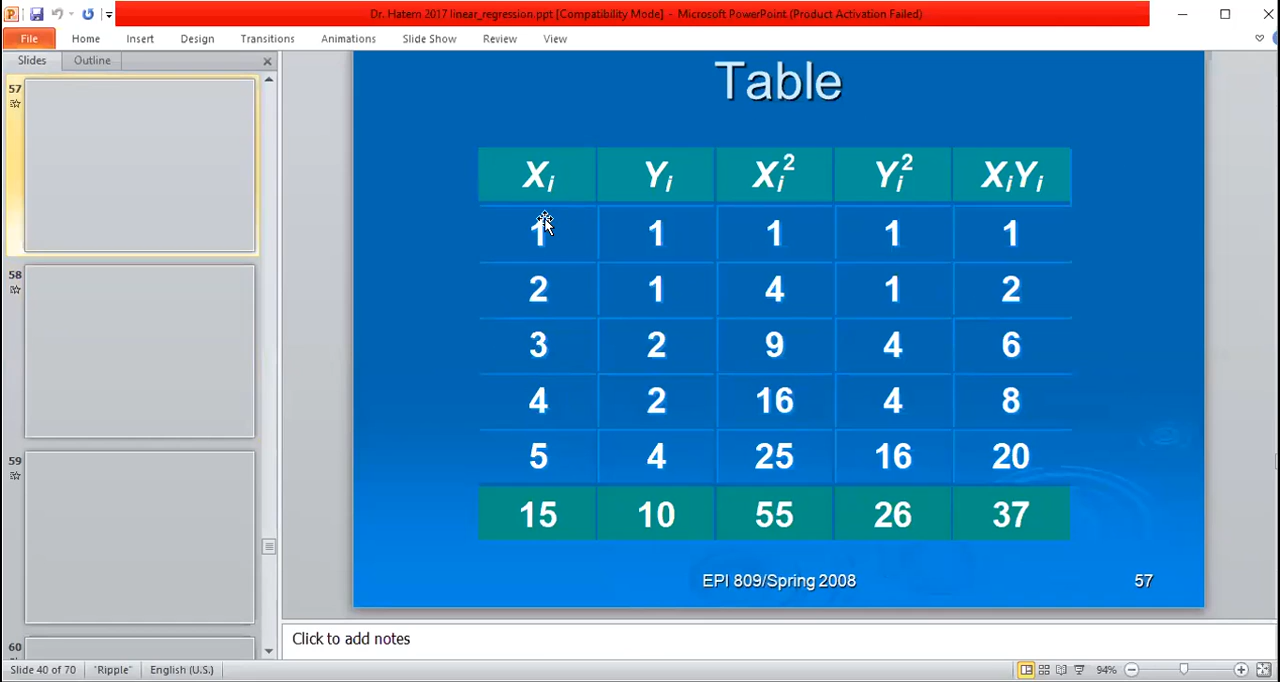 Dr. Hatem 2017 linear_regression.ppt [Compatibility Mode] - Microsoft PowerPoint (Product Activation Failed)
File Home Insert Design Transitions Animations Slide Show Review View
Slides Outline
57
58
59
60
Table
Xi Yi Xi² Yi² XiYi
1 1 1 1 1
2 1 4 1 2
3 2 9 4 6
4 2 16 4 8
5 4 25 16 20
15 10 55 26 37
EPI 809/Spring 2008 57
Click to add notes
Slide 40 of 70 "Ripple" English (U.S.) 94%